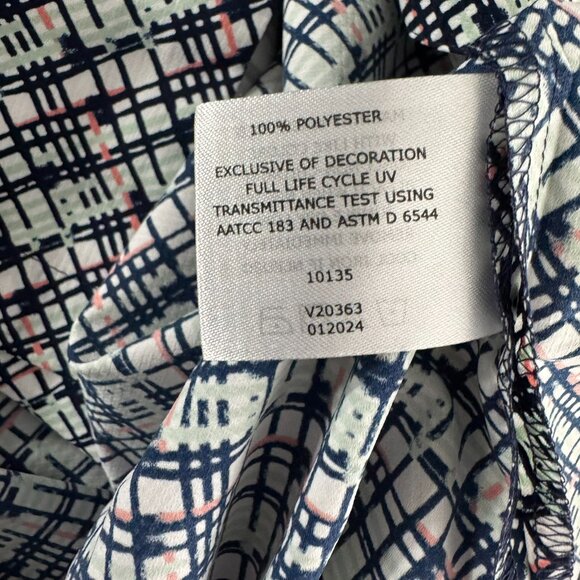 100% POLYESTER
EXCLUSIVE OF DECORATION
FULL LIFE CYCLE UV
TRANSMITTANCE TEST USING
AATCC 183 AND ASTM D 6544
10135
V20363
012024